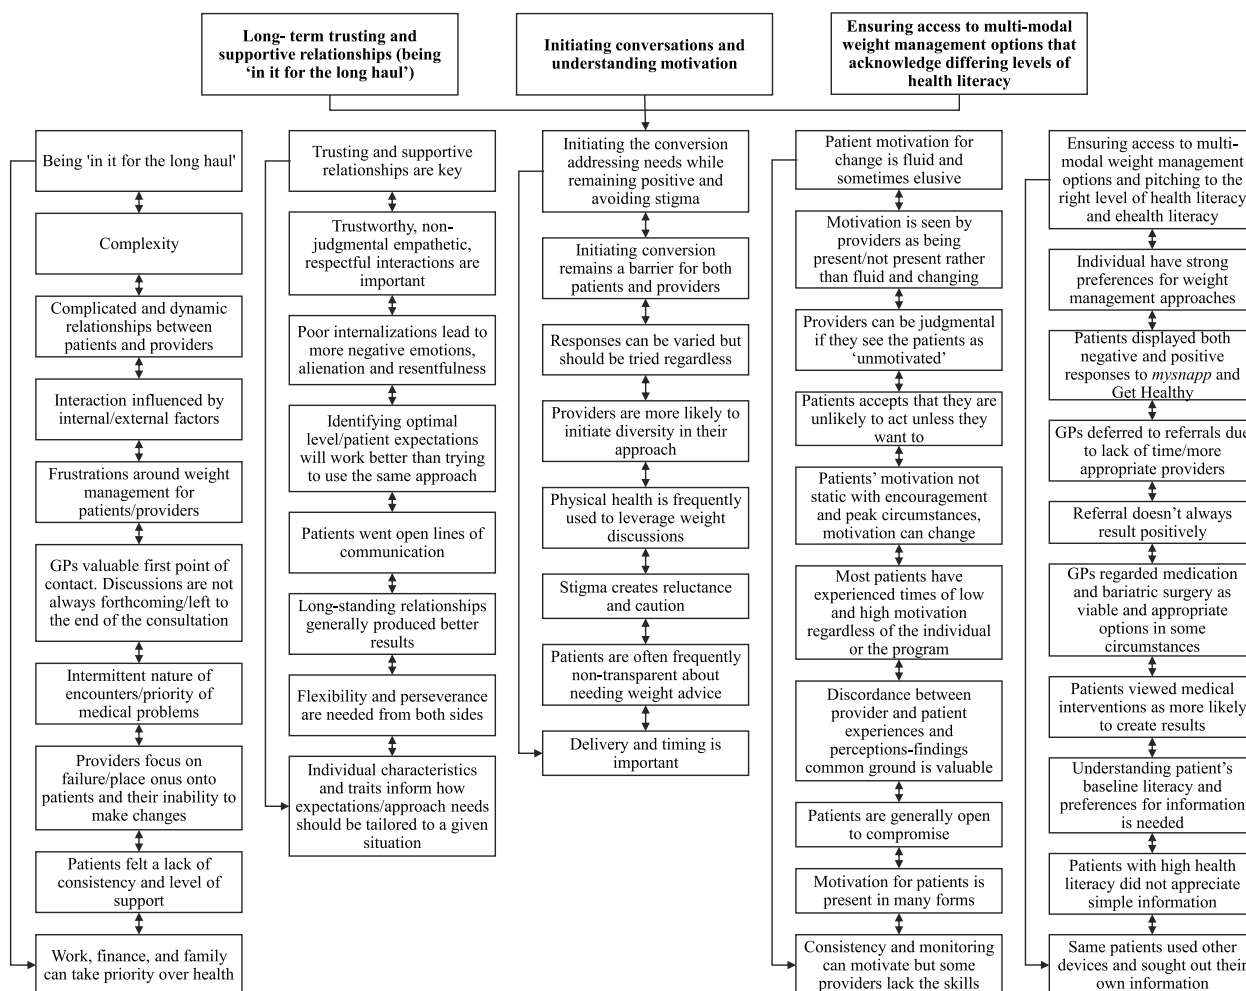 Long- term trusting and
supportive relationships (being
‘in it for the long haul’)
Initiating conversations and
understanding motivation
Ensuring access to multi-modal
weight management options that
acknowledge differing levels of
health literacy
Being 'in it for the long haul'
Complexity
Complicated and dynamic
relationships between
patients and providers
Interaction influenced by
internal/external factors
Frustrations around weight
management for
patients/providers
GPs valuable first point of
contact. Discussions are not
always forthcoming/left to
the end of the consultation
Intermittent nature of
encounters/priority of
medical problems
Providers focus on
failure/place onus onto
patients and their inability to
make changes
Patients felt a lack of
consistency and level of
support
Work, finance, and family
can take priority over health
Trusting and supportive
relationships are key
Trustworthy, non-
judgmental empathetic,
respectful interactions are
important
Poor internalizations lead to
more negative emotions,
alienation and resentfulness
Identifying optimal
level/patient expectations
will work better than trying
to use the same approach
Patients went open lines of
communication
Long-standing relationships
generally produced better
results
Flexibility and perseverance
are needed from both sides
Individual characteristics
and traits inform how
expectations/approach needs
should be tailored to a given
situation
Initiating the conversion
addressing needs while
remaining positive and
avoiding stigma
Initiating conversion
remains a barrier for both
patients and providers
Responses can be varied but
should be tried regardless
Providers are more likely to
initiate diversity in their
approach
Physical health is frequently
used to leverage weight
discussions
Stigma creates reluctance
and caution
Patients are often frequently
non-transparent about
needing weight advice
Delivery and timing is
important
Patient motivation for
change is fluid and
sometimes elusive
Motivation is seen by
providers as being
present/not present rather
than fluid and changing
Providers can be judgmental
if they see the patients as
‘unmotivated’
Patients accepts that they are
unlikely to act unless they
want to
Patients’ motivation not
static with encouragement
and peak circumstances,
motivation can change
Most patients have
experienced times of low
and high motivation
regardless of the individual
or the program
Discordance between
provider and patient
experiences and
perceptions-findings
common ground is valuable
Patients are generally open
to compromise
Motivation for patients is
present in many forms
Consistency and monitoring
can motivate but some
providers lack the skills
Ensuring access to multi-
modal weight management
options and pitching to the
right level of health literacy
and ehealth literacy
Individual have strong
preferences for weight
management approaches
Patients displayed both
negative and positive
responses to mysnapp and
Get Healthy
GPs deferred to referrals due
to lack of time/more
appropriate providers
Referral doesn’t always
result positively
GPs regarded medication
and bariatric surgery as
viable and appropriate
options in some
circumstances
Patients viewed medical
interventions as more likely
to create results
Understanding patient’s
baseline literacy and
preferences for information
is needed
Patients with high health
literacy did not appreciate
simple information
Same patients used other
devices and sought out their
own information